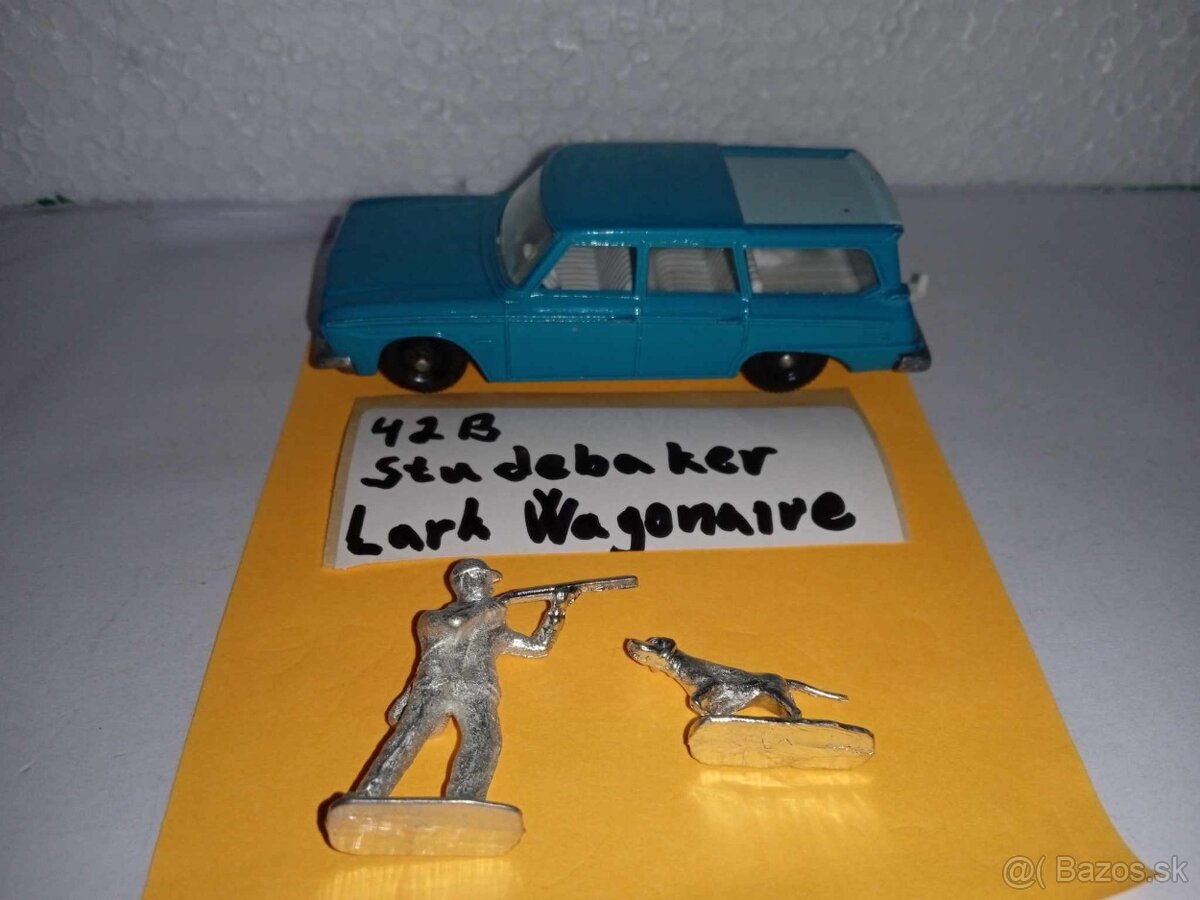 42B
Studebaker
Lark Wagonaire
@( Bazos.sk